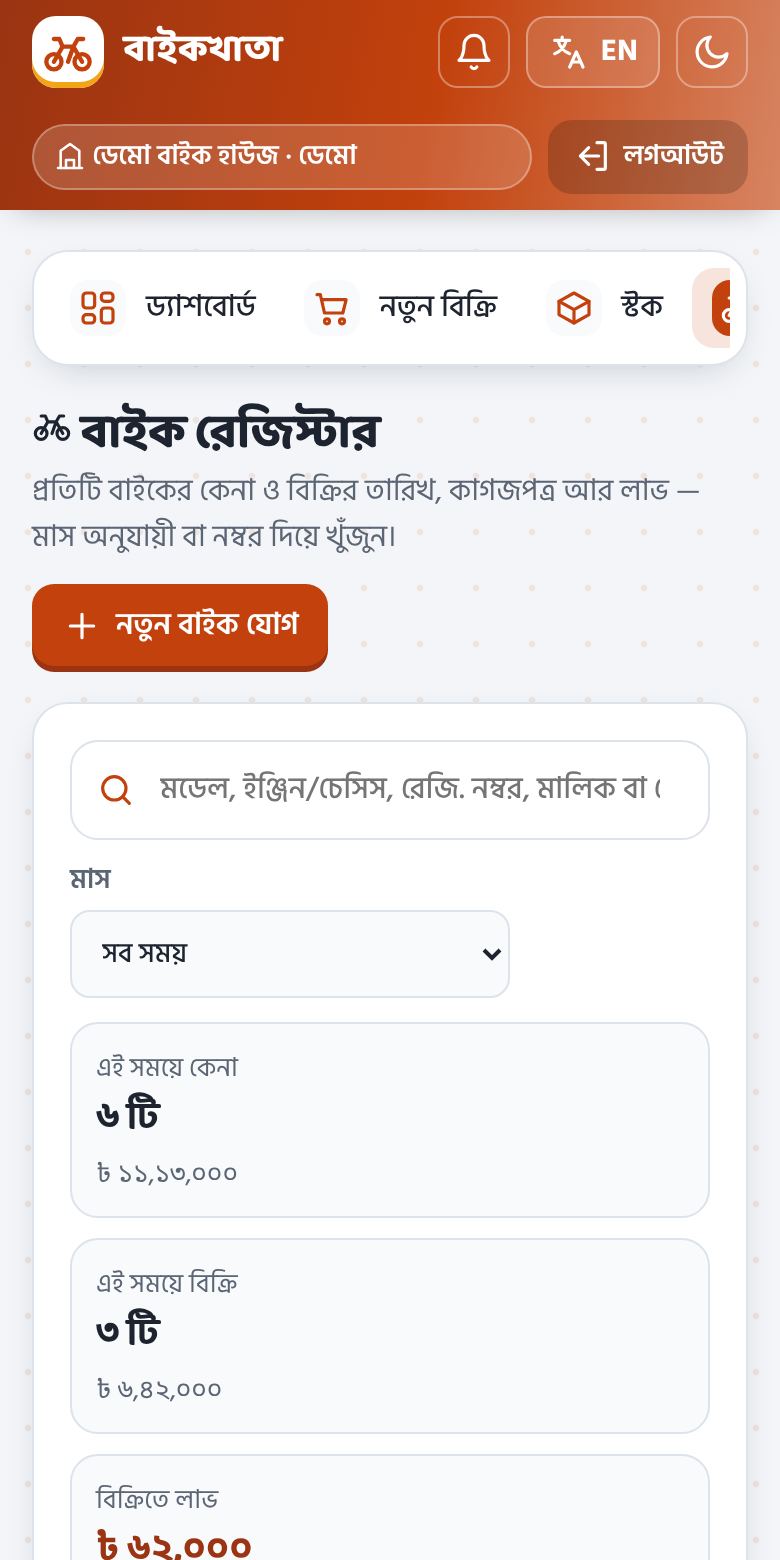 বাইকখাতা
EN
ডেমো বাইক হাউজ · ডেমো
লগআউট
ড্যাশবোর্ড নতুন বিক্রি স্টক
বাইক রেজিস্টার
প্রতিটি বাইকের কেনা ও বিক্রির তারিখ, কাগজপত্র আর লাভ —
মাস অনুযায়ী বা নম্বর দিয়ে খুঁজুন।
নতুন বাইক যোগ
মডেল, ইঞ্জিন/চেসিস, রেজি. নম্বর, মালিক বা
মাস
সব সময়
এই সময়ে কেনা
৬ টি
৳ ১১,১৩,০০০
এই সময়ে বিক্রি
৩ টি
৳ ৬,৪২,০০০
বিক্রিতে লাভ
৳ ৬২,০০০